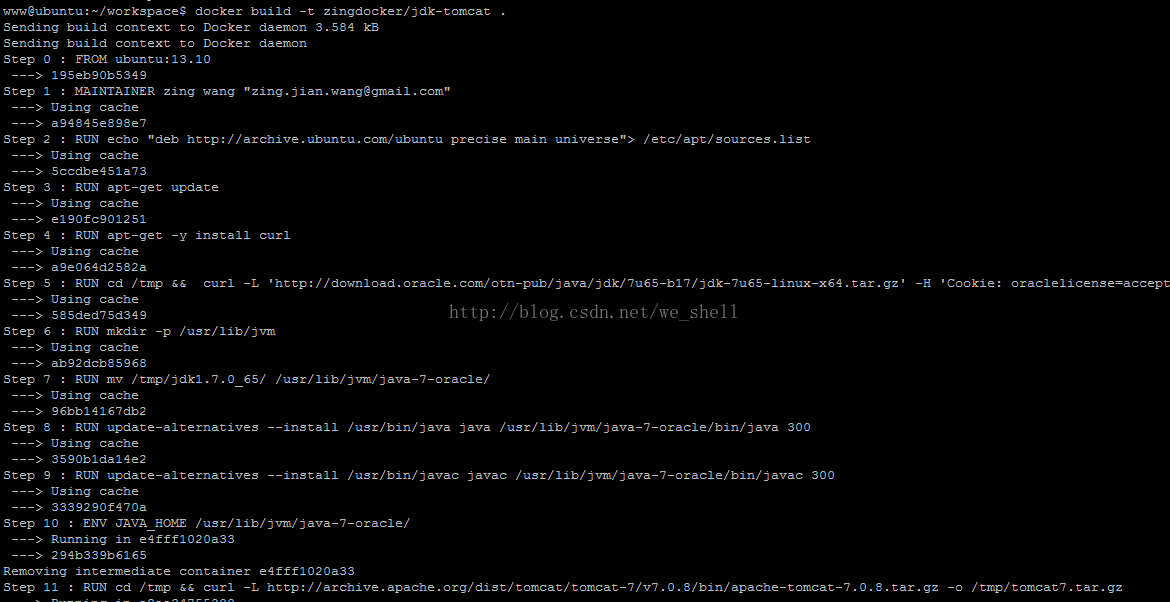 www@ubuntu:~/workspace$ docker build -t zingdocker/jdk-tomcat .
Sending build context to Docker daemon 3.584 kB
Sending build context to Docker daemon
Step 0 : FROM ubuntu:13.10
 ---> 195eb90b5349
Step 1 : MAINTAINER zing wang "zing.jian.wang@gmail.com"
 ---> Using cache
 ---> a94845e898e7
Step 2 : RUN echo "deb http://archive.ubuntu.com/ubuntu precise main universe"> /etc/apt/sources.list
 ---> Using cache
 ---> 5ccdbe451a73
Step 3 : RUN apt-get update
 ---> Using cache
 ---> e190fc901251
Step 4 : RUN apt-get -y install curl
 ---> Using cache
 ---> a9e064d2582a
Step 5 : RUN cd /tmp &&  curl -L 'http://download.oracle.com/otn-pub/java/jdk/7u65-b17/jdk-7u65-linux-x64.tar.gz' -H 'Cookie: oraclelicense=accept
 ---> Using cache
 ---> 585ded75d349
http://blog.csdn.net/we_shell
Step 6 : RUN mkdir -p /usr/lib/jvm
 ---> Using cache
 ---> ab92dcb85968
Step 7 : RUN mv /tmp/jdk1.7.0_65/ /usr/lib/jvm/java-7-oracle/
 ---> Using cache
 ---> 96bb14167db2
Step 8 : RUN update-alternatives --install /usr/bin/java java /usr/lib/jvm/java-7-oracle/bin/java 300
 ---> Using cache
 ---> 3590b1da14e2
Step 9 : RUN update-alternatives --install /usr/bin/javac javac /usr/lib/jvm/java-7-oracle/bin/javac 300
 ---> Using cache
 ---> 3339290f470a
Step 10 : ENV JAVA_HOME /usr/lib/jvm/java-7-oracle/
 ---> Running in e4fff1020a33
 ---> 294b339b6165
Removing intermediate container e4fff1020a33
Step 11 : RUN cd /tmp && curl -L http://archive.apache.org/dist/tomcat/tomcat-7/v7.0.8/bin/apache-tomcat-7.0.8.tar.gz -o /tmp/tomcat7.tar.gz
 ---> Running in